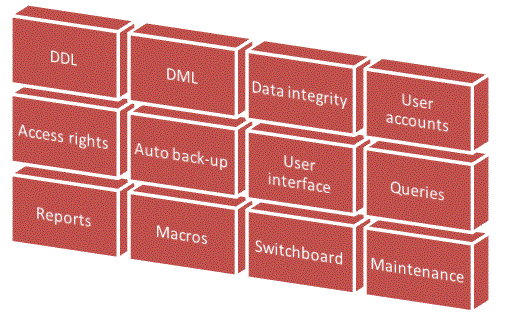 DDL
DML
Data integrity
User
accounts
Access rights
Auto back-up
User
interface
Queries
Reports
Macros
Switchboard
Maintenance